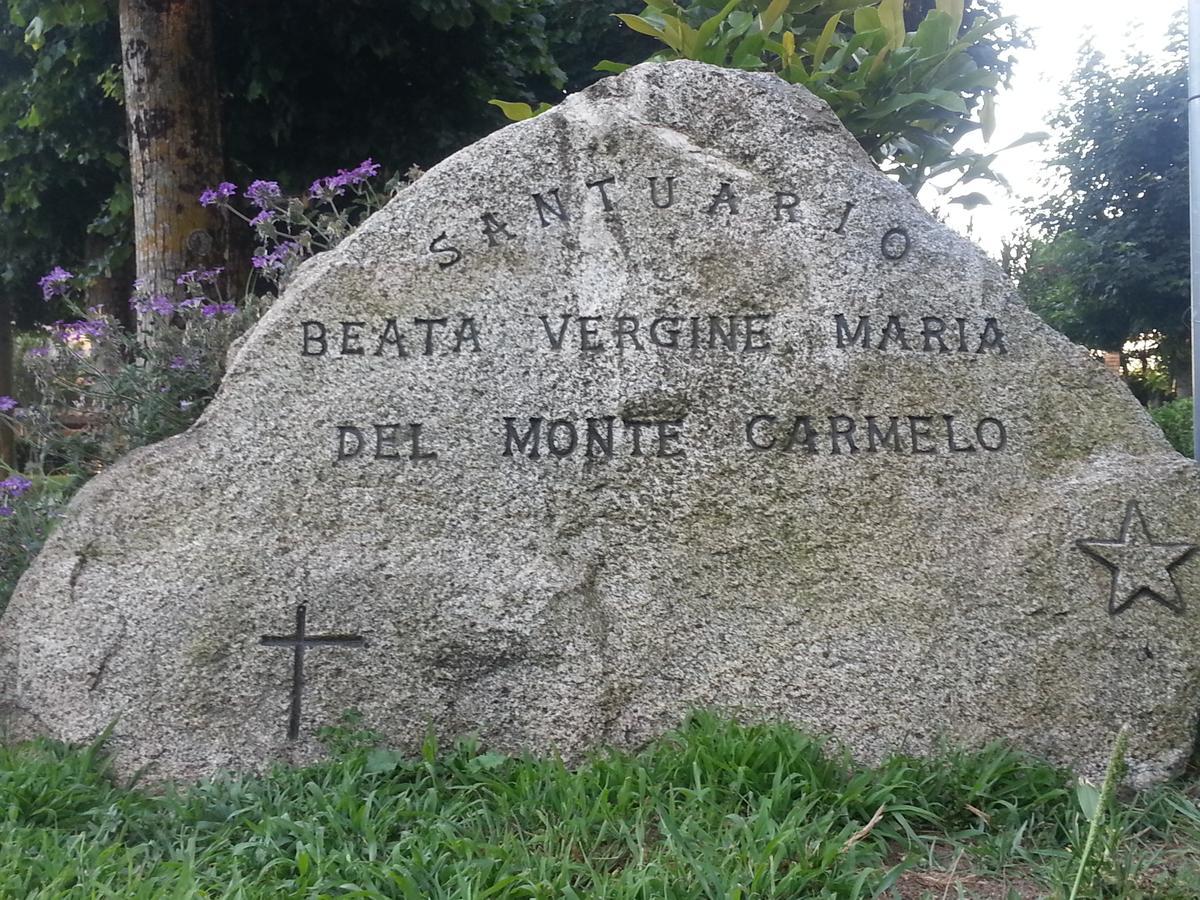 SANTUARIO
BEATA VERGINE MARIA
DEL MONTE CARMELO